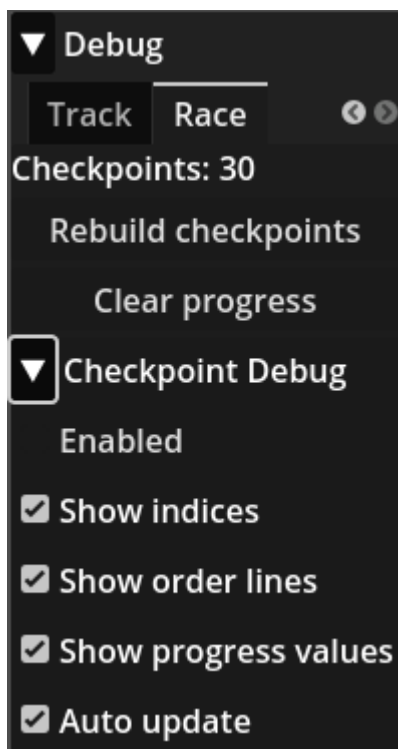 Debug
Track Race
Checkpoints: 30
Rebuild checkpoints
Clear progress
Checkpoint Debug
Enabled
Show indices
Show order lines
Show progress values
Auto update